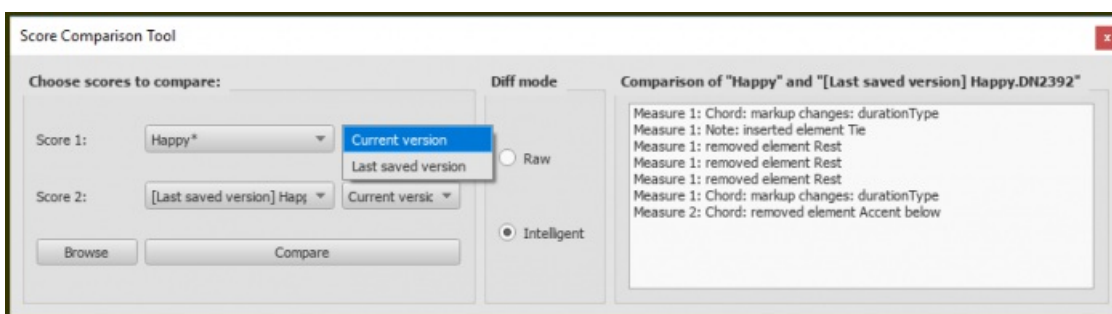 Score Comparison Tool
x
Choose scores to compare:
Score 1:
Happy*
Current version
Last saved version
Score 2:
[Last saved version] Happ
Current versic
Browse
Compare
Diff mode
Raw
Intelligent
Comparison of "Happy" and "[Last saved version] Happy.DN2392"
Measure 1: Chord: markup changes: durationType
Measure 1: Note: inserted element Tie
Measure 1: removed element Rest
Measure 1: removed element Rest
Measure 1: removed element Rest
Measure 1: Chord: markup changes: durationType
Measure 2: Chord: removed element Accent below